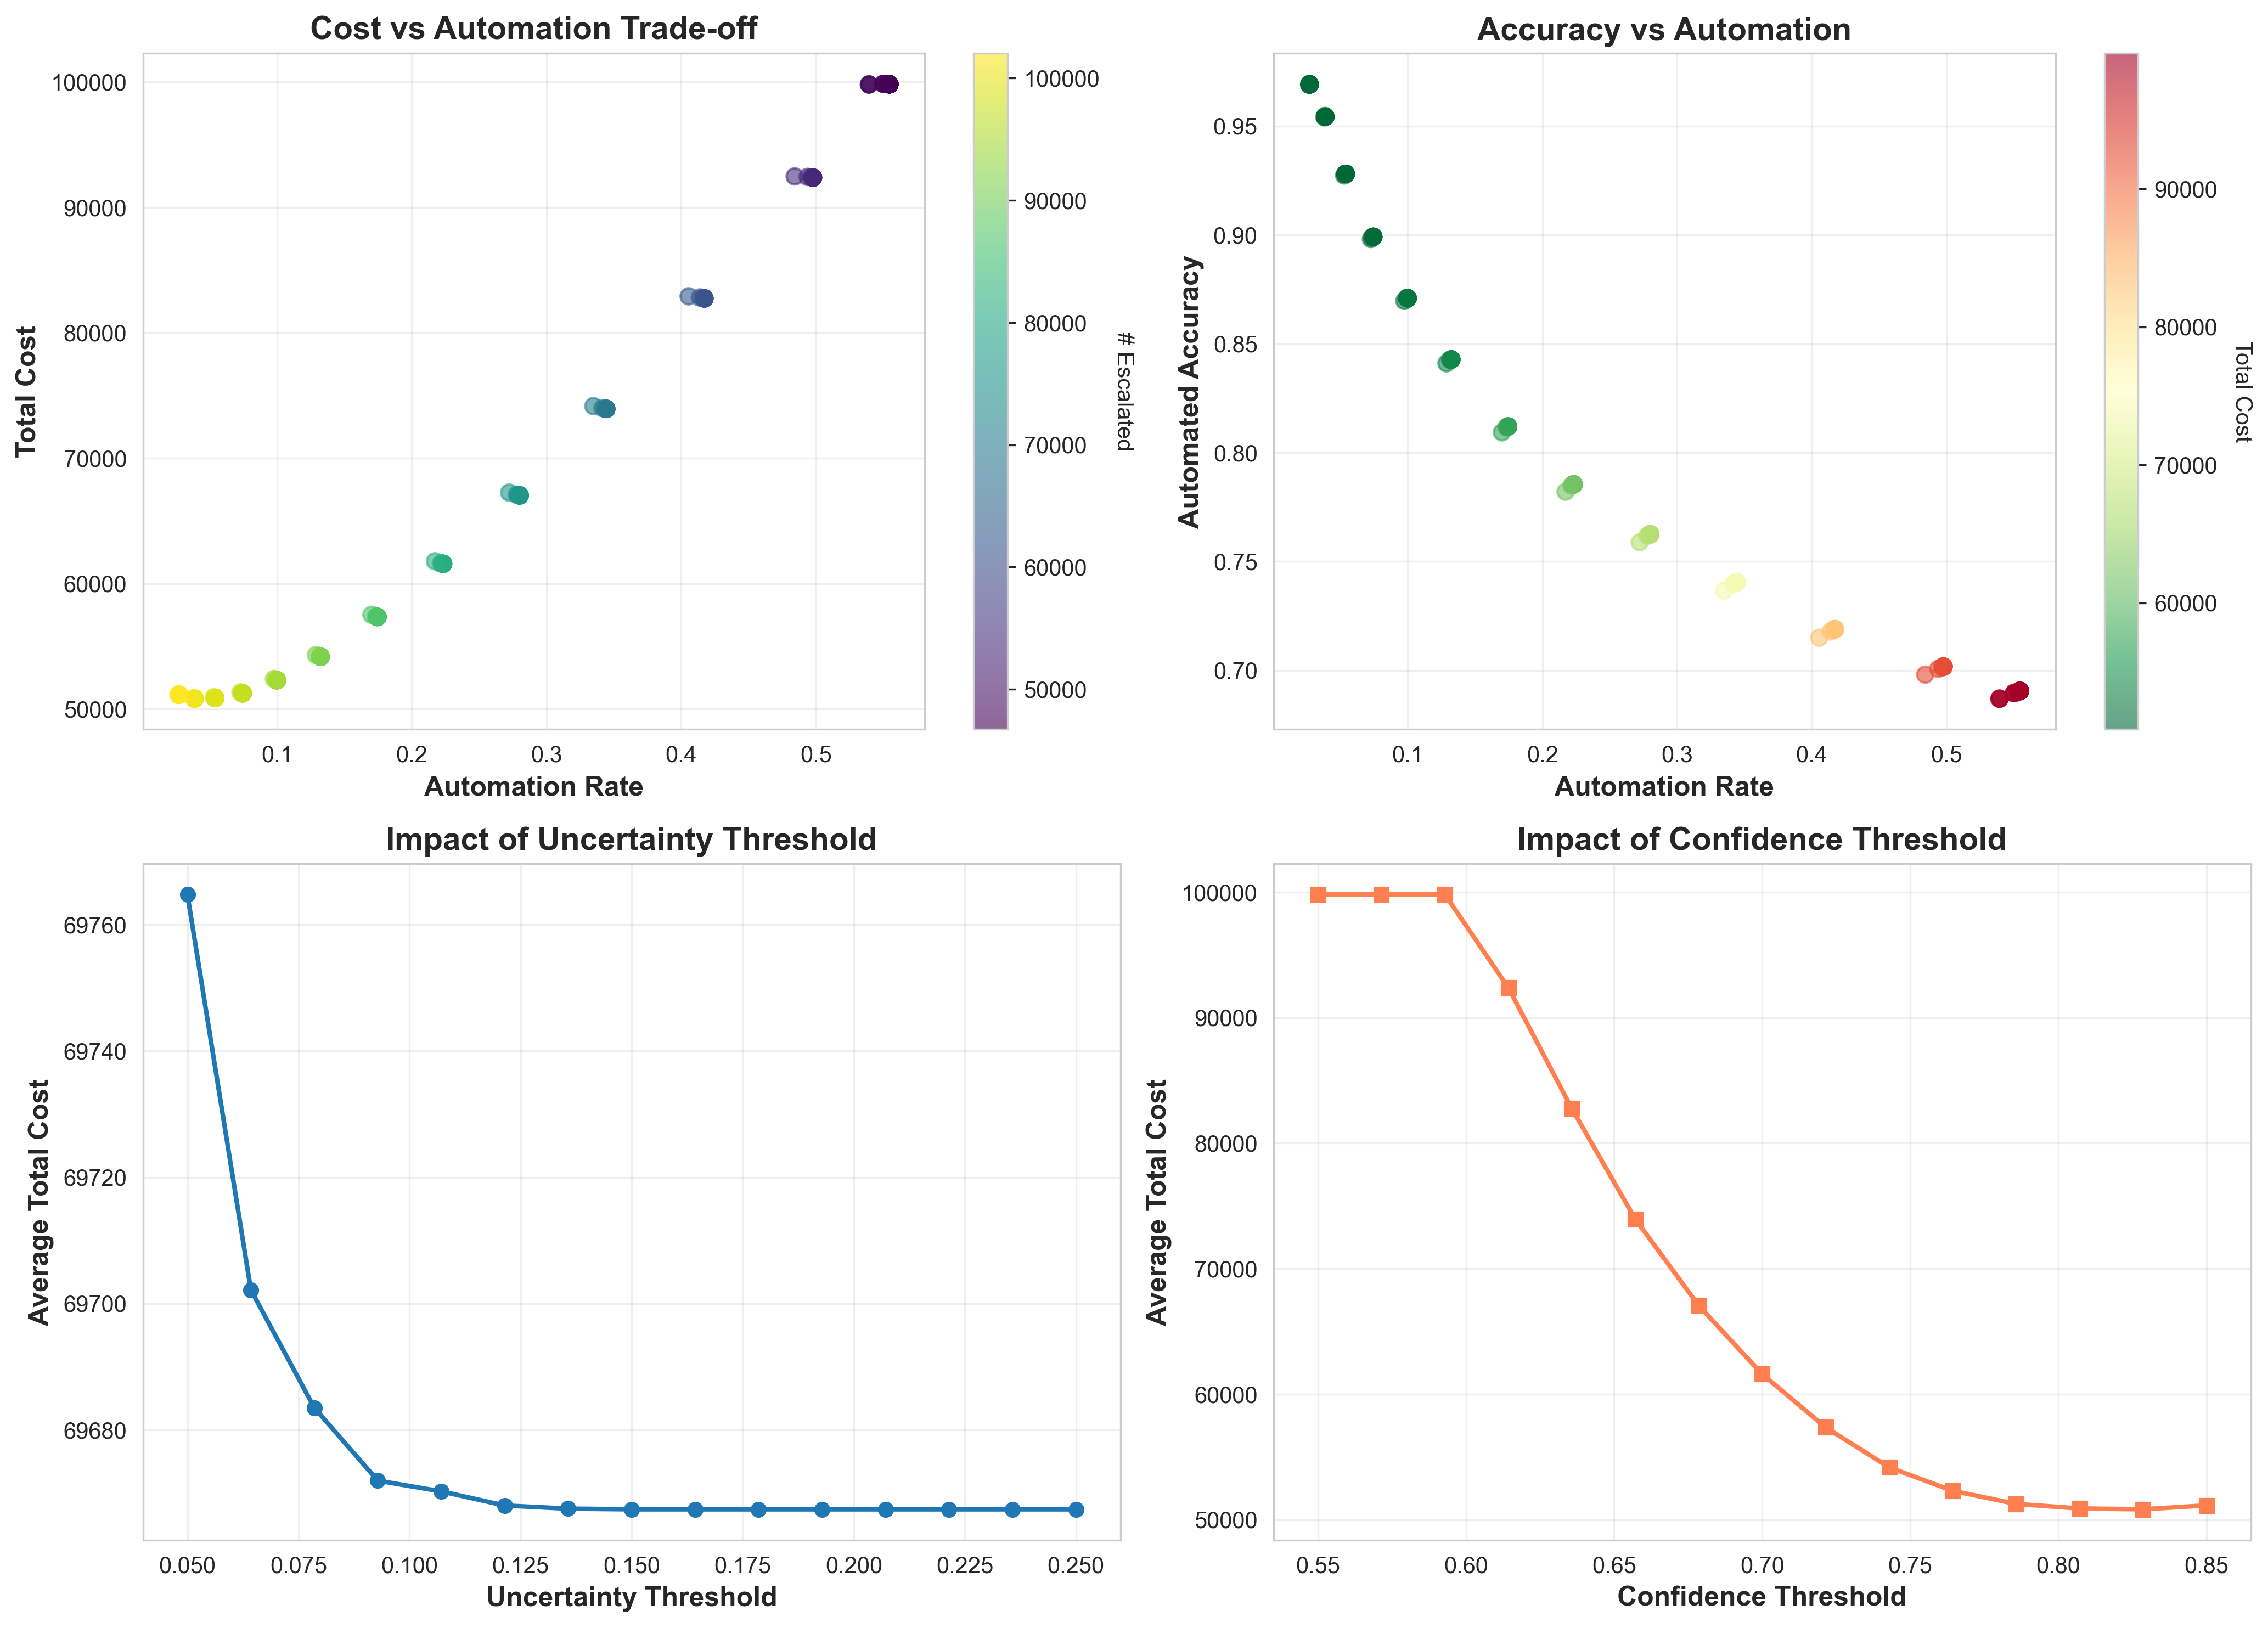 Cost vs Automation Trade-off
Total Cost
100000
90000
80000
70000
60000
50000
0.1 0.2 0.3 0.4 0.5
Automation Rate
100000
90000
80000
70000
60000
50000
# Escalated
Accuracy vs Automation
Automated Accuracy
0.95
0.90
0.85
0.80
0.75
0.70
0.1 0.2 0.3 0.4 0.5
Automation Rate
90000
80000
70000
60000
Total Cost
Impact of Uncertainty Threshold
Average Total Cost
69760
69740
69720
69700
69680
0.050 0.075 0.100 0.125 0.150 0.175 0.200 0.225 0.250
Uncertainty Threshold
Impact of Confidence Threshold
Average Total Cost
100000
90000
80000
70000
60000
50000
0.55 0.60 0.65 0.70 0.75 0.80 0.85
Confidence Threshold